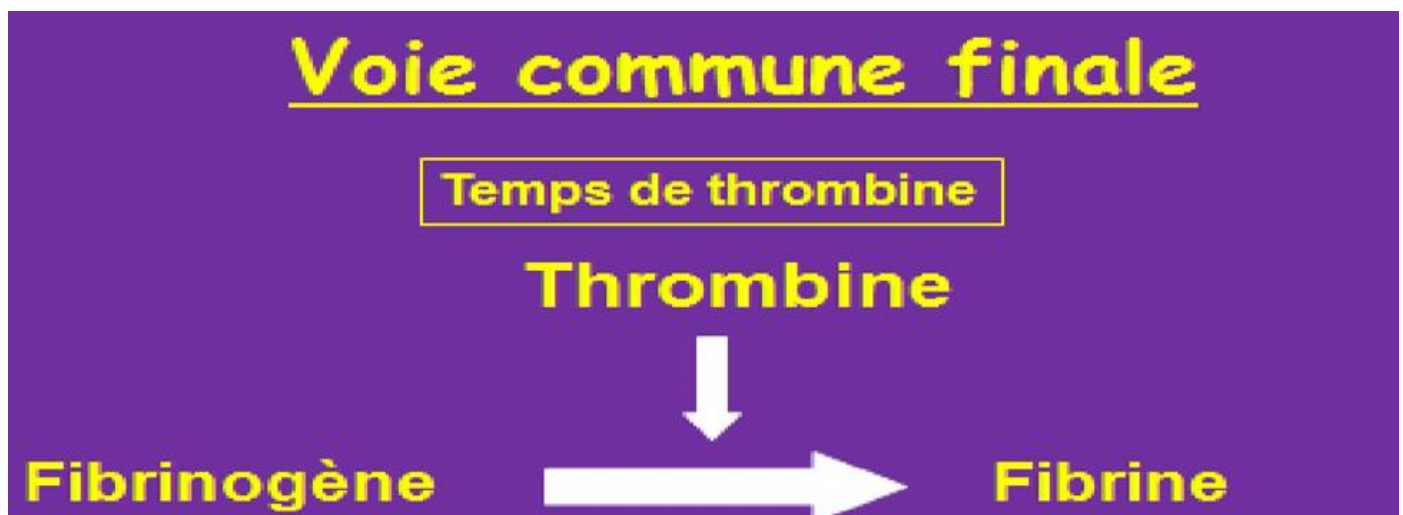 Voie commune finale
Temps de thrombine
Thrombine
Fibrinogène Fibrine